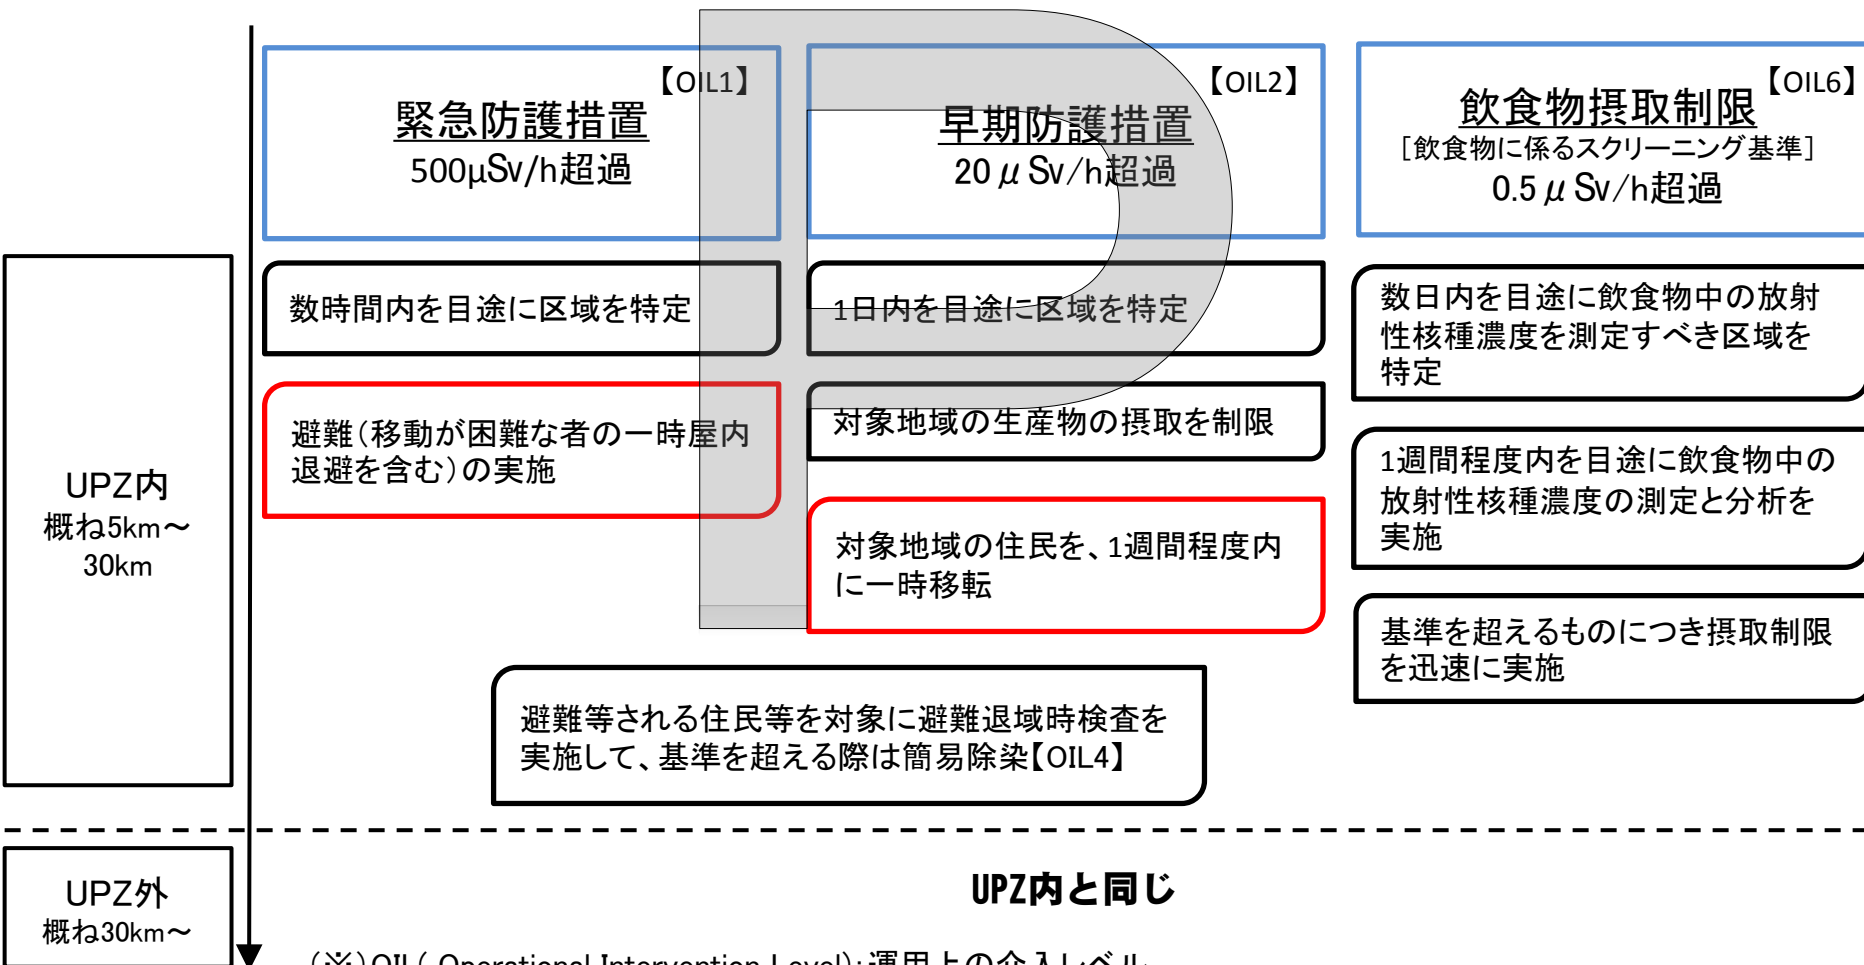 【OIL1】
緊急防護措置
500μSv/h超過
【OIL2】
早期防護措置
20μSv/h超過
【OIL6】
飲食物摂取制限
[飲食物に係るスクリーニング基準]
0.5μSv/h超過
UPZ内
概ね5km～
30km
数時間内を目途に区域を特定
避難(移動が困難な者の一時屋内
退避を含む)の実施
1日内を目途に区域を特定
対象地域の生産物の摂取を制限
対象地域の住民を、1週間程度内
に一時移転
数日内を目途に飲食物中の放射
性核種濃度を測定すべき区域を
特定
1週間程度内を目途に飲食物中の
放射性核種濃度の測定と分析を
実施
基準を超えるものにつき摂取制限
を迅速に実施
避難等される住民等を対象に避難退域時検査を
実施して、基準を超える際は簡易除染【OIL4】
UPZ外
概ね30km～
UPZ内と同じ
(※)OIL( Operational Intervention Level):運用上の介入レベル